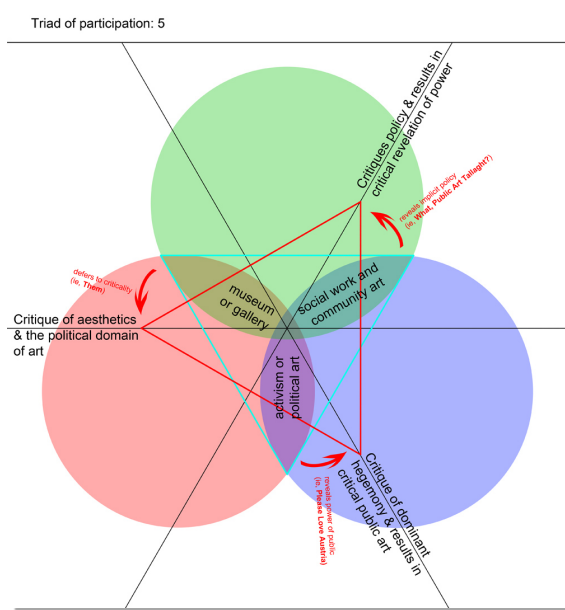 Triad of participation: 5
Critiques policy & results in
critical revelation of power
reveals implicit policy
(ie, What, Public Art Tallaght?)
defers to criticality
(ie, Them)
museum
or gallery
social work and
community art
Critique of aesthetics
& the political domain
of art
activism or
political art
reveals power of public
(ie, Please Love Austria)
Critique of dominant
hegemony & results in
critical public art